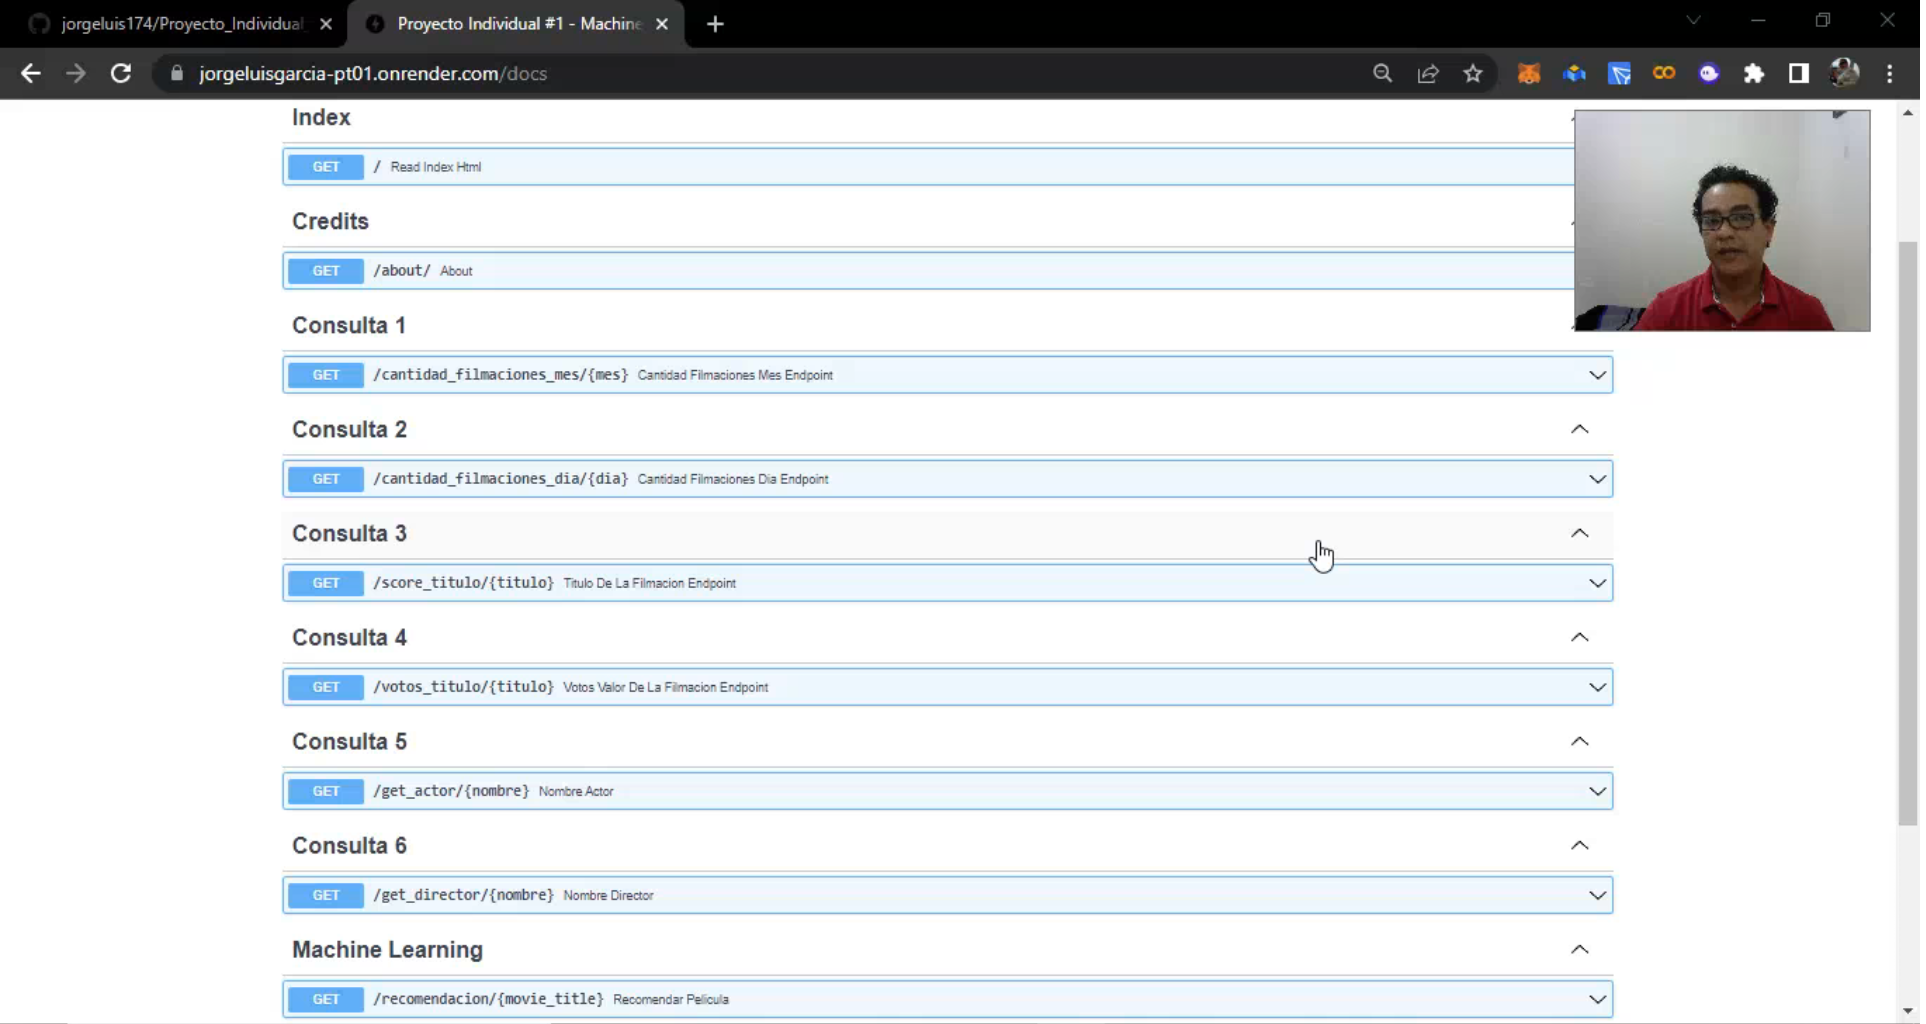 jorgeluis174/Proyecto_Individual
Proyecto Individual #1 - Machine
jorgeluisgarcia-pt01.onrender.com/docs
Index
GET / Read Index Html
Credits
GET /about/ About
Consulta 1
GET /cantidad_filmaciones_mes/{mes} Cantidad Filmaciones Mes Endpoint
Consulta 2
GET /cantidad_filmaciones_dia/{dia} Cantidad Filmaciones Dia Endpoint
Consulta 3
GET /score_titulo/{titulo} Titulo De La Filmacion Endpoint
Consulta 4
GET /votos_titulo/{titulo} Votos Valor De La Filmacion Endpoint
Consulta 5
GET /get_actor/{nombre} Nombre Actor
Consulta 6
GET /get_director/{nombre} Nombre Director
Machine Learning
GET /recomendacion/{movie_title} Recomendar Pelicula